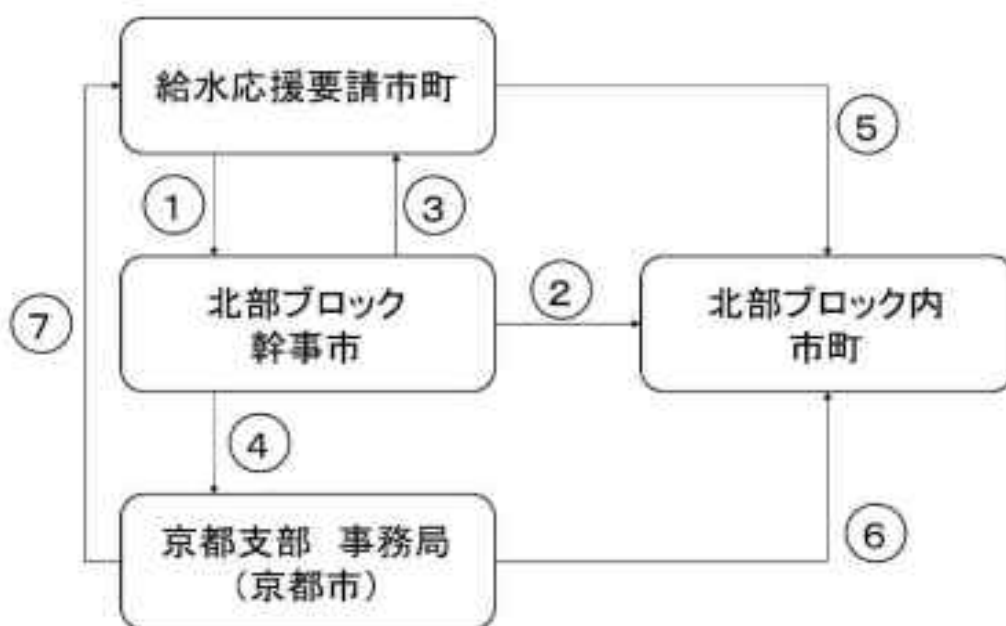 給水応援要請市町
⑤
①
③
北部ブロック
幹事市
②
北部ブロック内
市町
⑦
④
京都支部 事務局
(京都市)
⑥